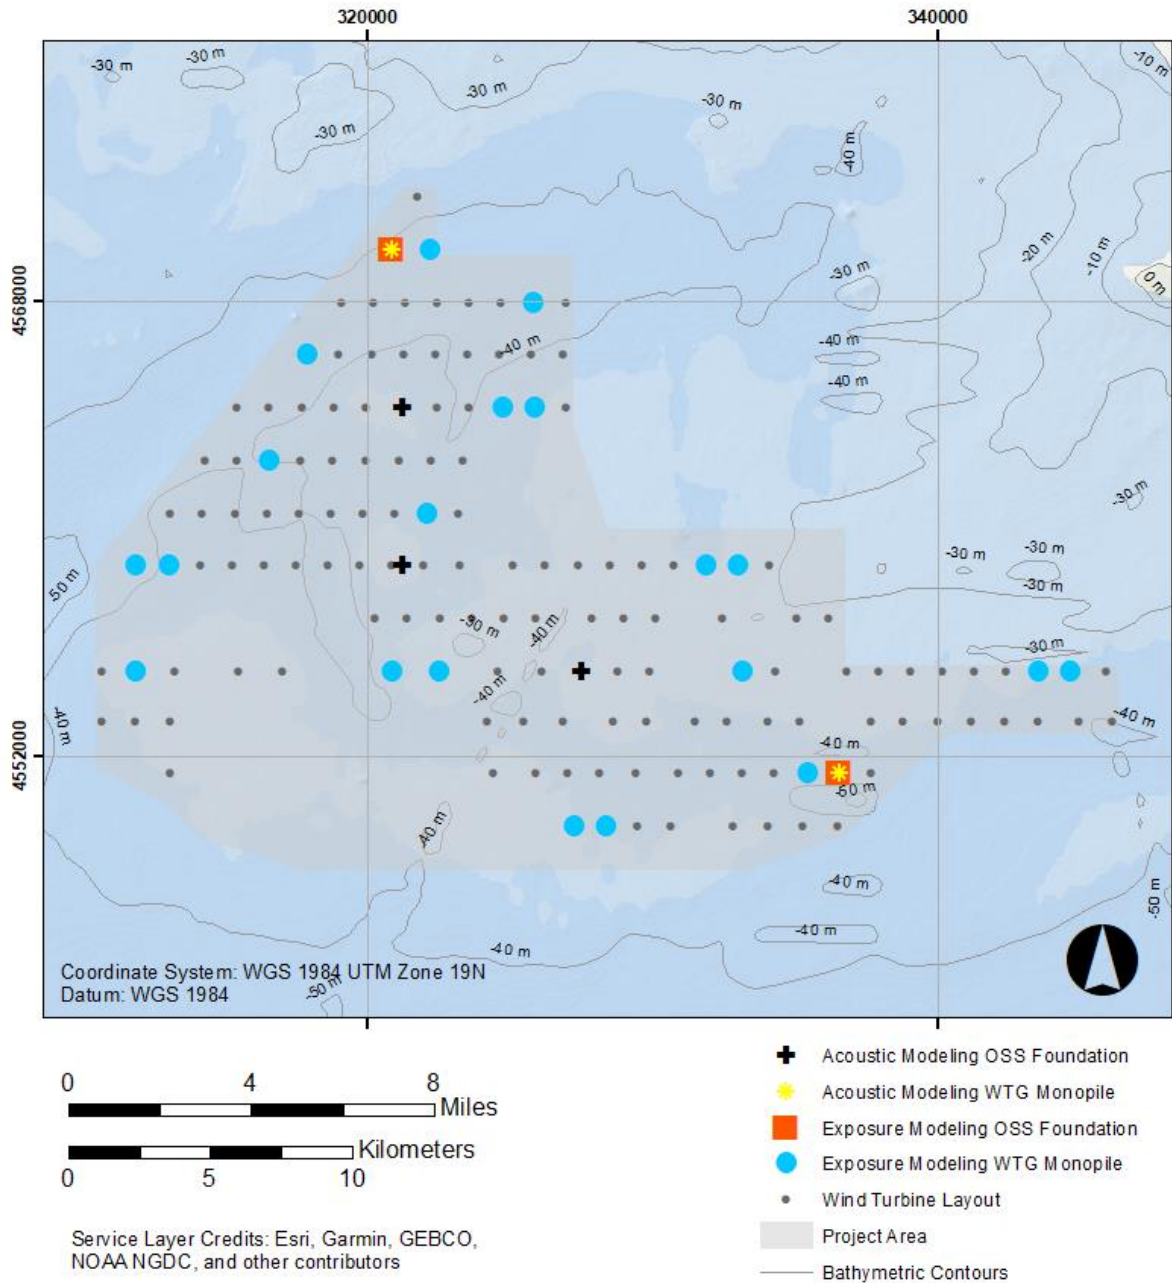 320000 340000
-30 m -30 m -10 m
-30 m -30 m
-30 m
-40 m
-20 m
-10 m
4568000
-30 m 0 m
-40 m -40 m
-40 m
-30 m
-30 m -30 m
50 m -30 m
-30 m -40 m
-30 m
-40 m
-40 m -40 m
-40 m
4552000
-50 m
40 m
-40 m -50 m
-40 m
-40 m
Coordinate System: WGS 1984 UTM Zone 19N
Datum: WGS 1984 -50 m
0 4 8
Miles
Kilometers
0 5 10
Service Layer Credits: Esri, Garmin, GEBCO,
NOAA NGDC, and other contributors
Acoustic Modeling OSS Foundation
Acoustic Modeling WTG Monopile
Exposure Modeling OSS Foundation
Exposure Modeling WTG Monopile
Wind Turbine Layout
Project Area
Bathymetric Contours